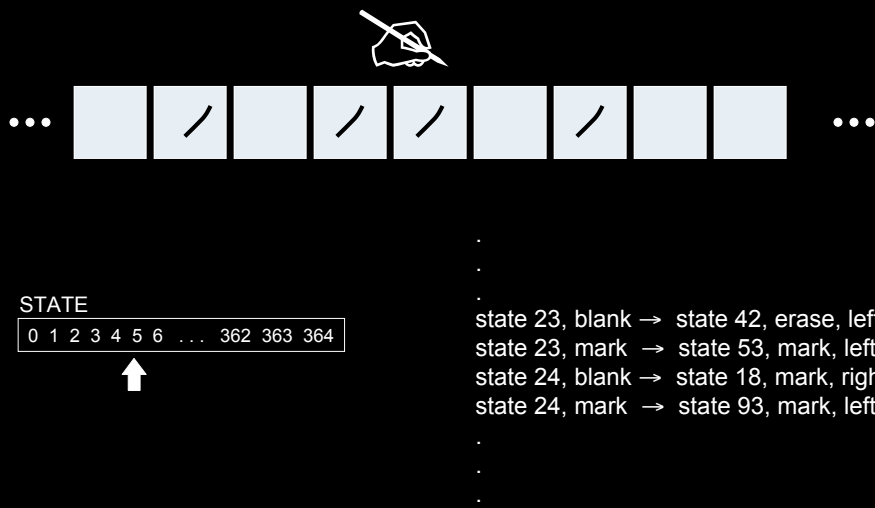 STATE
0 1 2 3 4 5 6 ... 362 363 364
.
.
.
state 23, blank → state 42, erase, left
state 23, mark → state 53, mark, left
state 24, blank → state 18, mark, righ
state 24, mark → state 93, mark, left
.
.
.